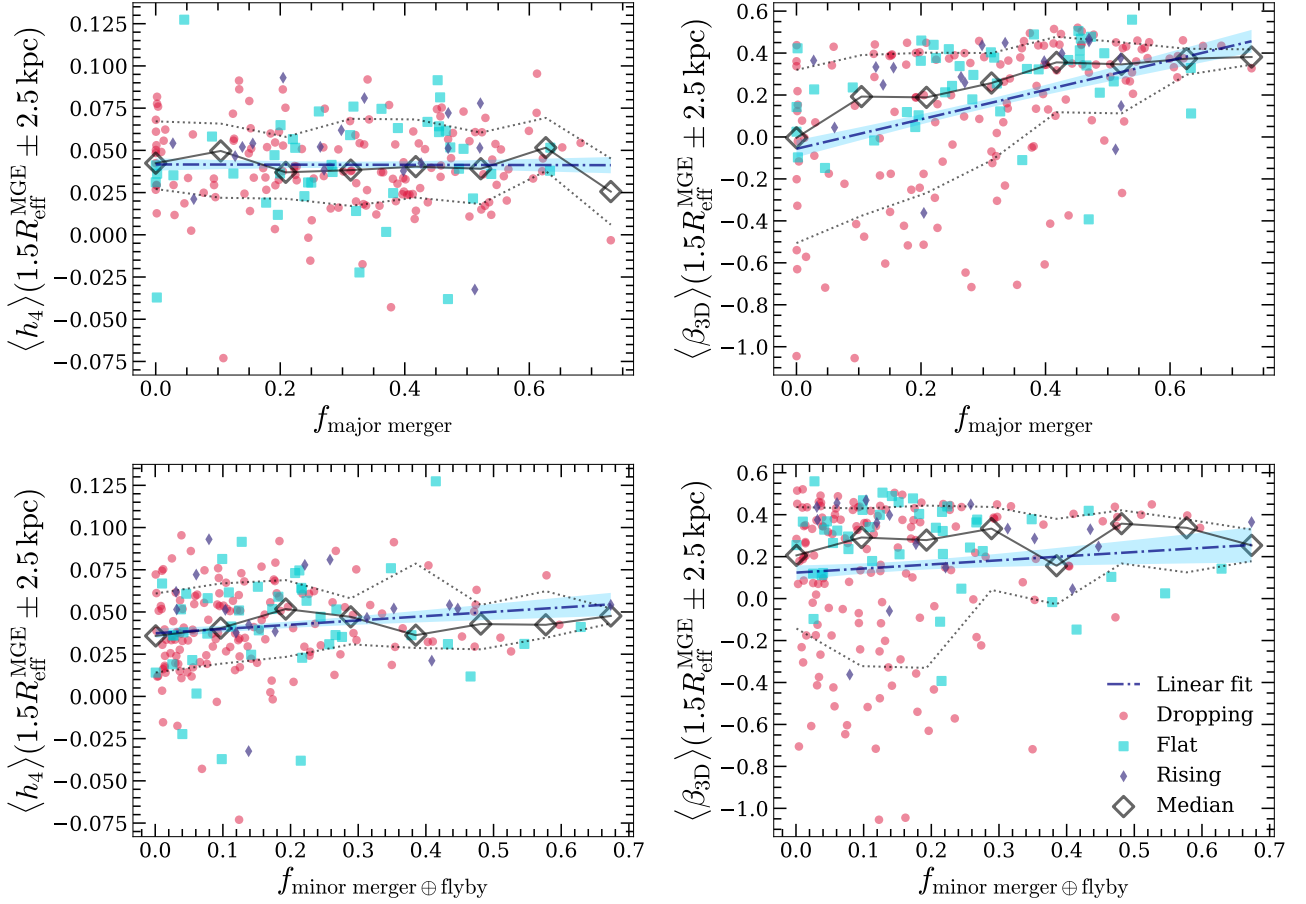 ⟨h₄⟩(1.5R_eff^MGE ± 2.5 kpc)
0.125
0.100
0.075
0.050
0.025
0.000
−0.025
−0.050
−0.075
0.0 0.2 0.4 0.6
f_major merger
⟨β_3D⟩(1.5R_eff^MGE ± 2.5 kpc)
0.6
0.4
0.2
0.0
−0.2
−0.4
−0.6
−0.8
−1.0
0.0 0.2 0.4 0.6
f_major merger
⟨h₄⟩(1.5R_eff^MGE ± 2.5 kpc)
0.125
0.100
0.075
0.050
0.025
0.000
−0.025
−0.050
−0.075
0.0 0.1 0.2 0.3 0.4 0.5 0.6 0.7
f_minor merger ⊕ flyby
⟨β_3D⟩(1.5R_eff^MGE ± 2.5 kpc)
0.6
0.4
0.2
0.0
−0.2
−0.4
−0.6
−0.8
−1.0
Linear fit
Dropping
Flat
Rising
Median
0.0 0.1 0.2 0.3 0.4 0.5 0.6 0.7
f_minor merger ⊕ flyby